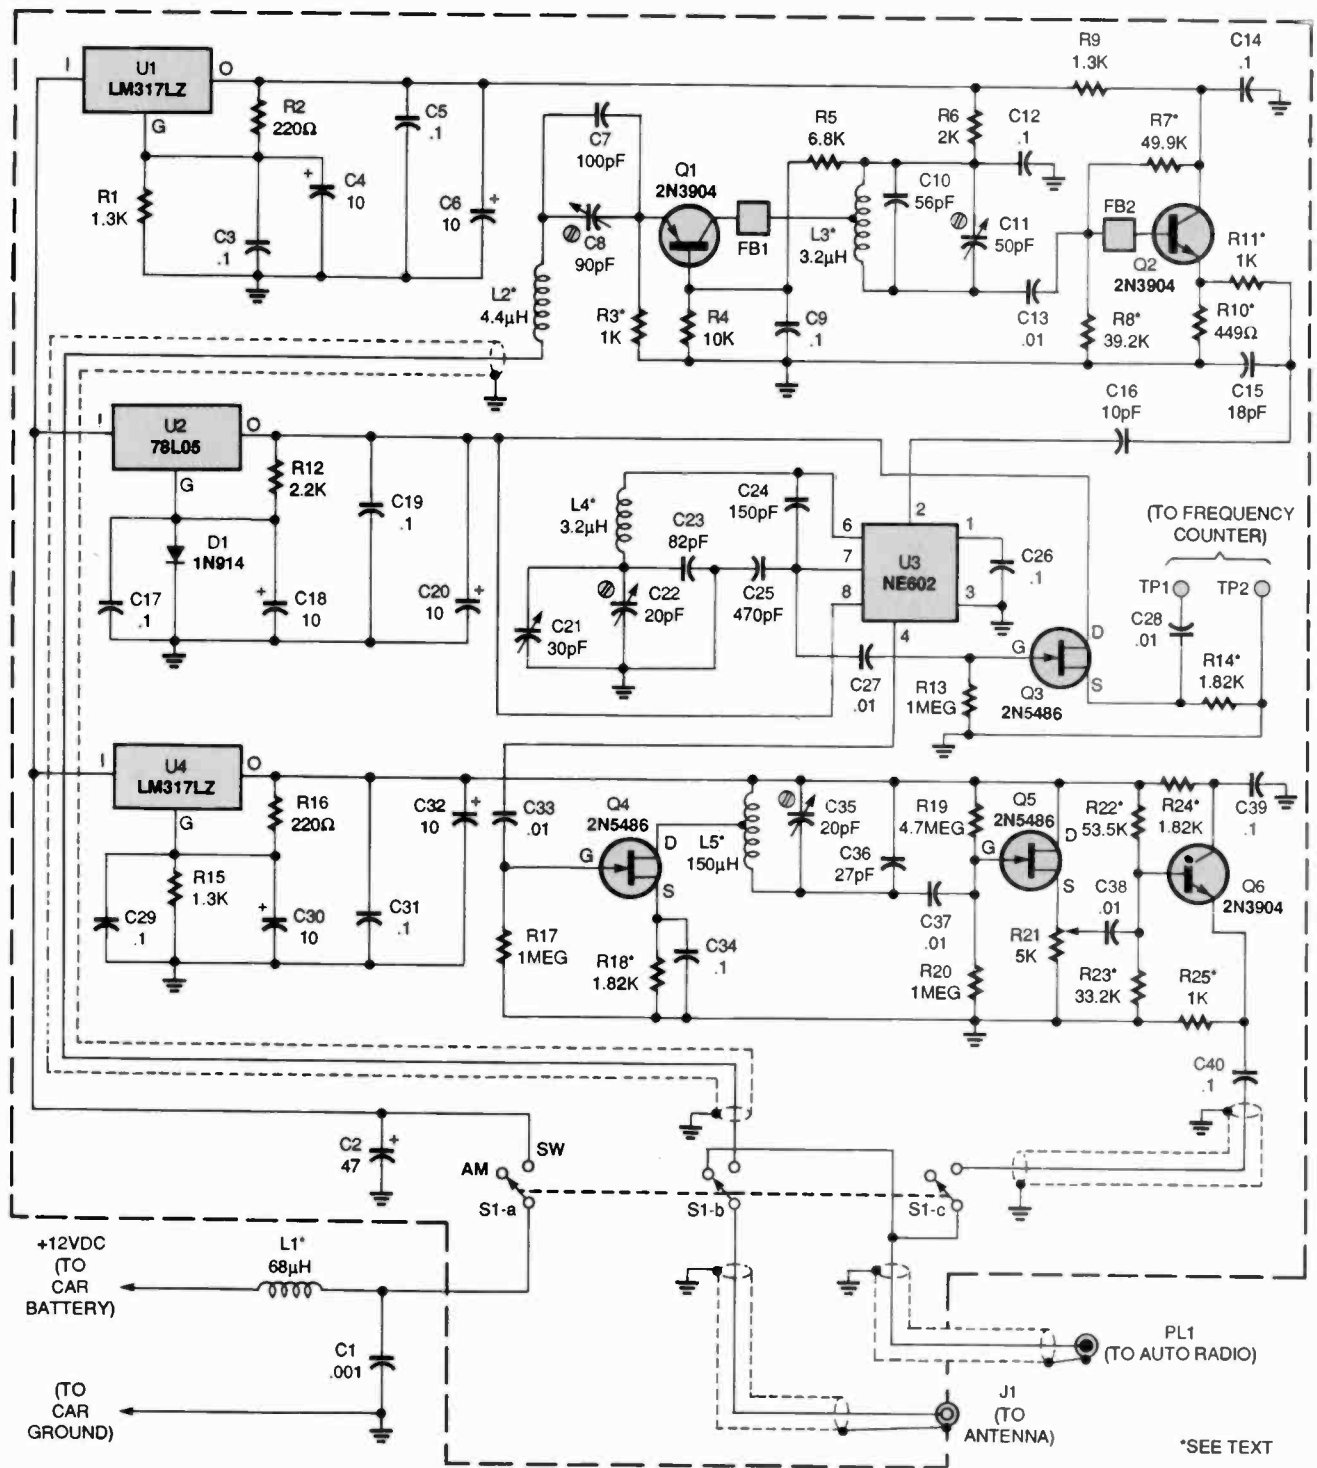 I
U1
LM317LZ
O
G
R2
220Ω
R1
1.3K
C3
.1
C4
10
+
C5
.1
C6
10
+
C7
100pF
C8
90pF
L2*
4.4μH
Q1
2N3904
FB1
R3*
1K
R4
10K
R5
6.8K
C9
.1
L3*
3.2μH
C10
56pF
R6
2K
C12
.1
C11
50pF
C13
.01
R9
1.3K
C14
.1
R7*
49.9K
FB2
Q2
2N3904
R8*
39.2K
R11*
1K
R10*
449Ω
C15
18pF
C16
10pF
I
U2
78L05
O
G
R12
2.2K
D1
1N914
C17
.1
C18
10
+
C19
.1
C20
10
+
L4*
3.2μH
C21
30pF
C22
20pF
C23
82pF
C24
150pF
C25
470pF
6
7
8
U3
NE602
2
1
3
4
C26
.1
C27
.01
R13
1MEG
G
D
S
Q3
2N5486
(TO FREQUENCY
COUNTER)
TP1
TP2
C28
.01
R14*
1.82K
I
U4
LM317LZ
O
G
R16
220Ω
R15
1.3K
C29
.1
C30
10
+
C31
.1
C32
10
+
C33
.01
R17
1MEG
Q4
2N5486
G
D
S
R18*
1.82K
C34
.1
L5*
150μH
C35
20pF
C36
27pF
C37
.01
R19
4.7MEG
R20
1MEG
Q5
2N5486
G
D
S
R21
5K
C38
.01
R22*
53.5K
R23*
33.2K
R24*
1.82K
C39
.1
Q6
2N3904
R25*
1K
C40
.1
C2
47
+
AM
SW
S1-a
S1-b
S1-c
+12VDC
(TO
CAR
BATTERY)
L1*
68μH
C1
.001
(TO
CAR
GROUND)
PL1
(TO AUTO RADIO)
J1
(TO
ANTENNA)
*SEE TEXT